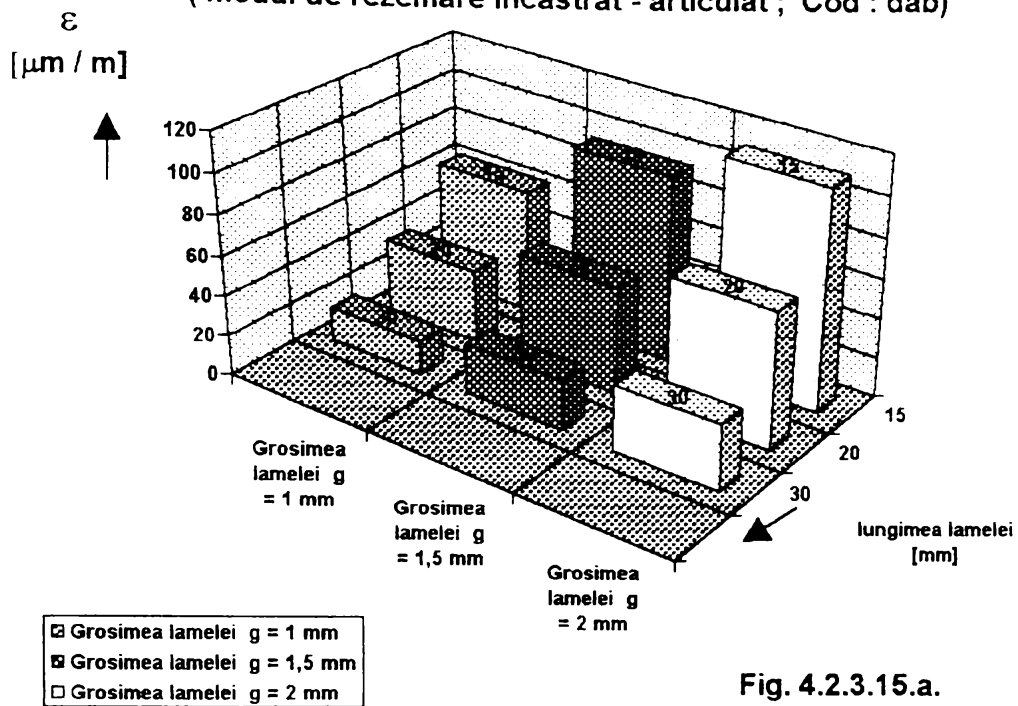 ( Modul de rezemare încastrat - articulat ; Cod : dab)
ε
[μm / m]
120
100
80
60
40
20
0
30
15
20
30
Grosimea
lamelei g
= 1 mm
Grosimea
lamelei g
= 1,5 mm
Grosimea
lamelei g
= 2 mm
lungimea lamelei
[mm]
Grosimea lamelei g = 1 mm
Grosimea lamelei g = 1,5 mm
Grosimea lamelei g = 2 mm
Fig. 4.2.3.15.a.